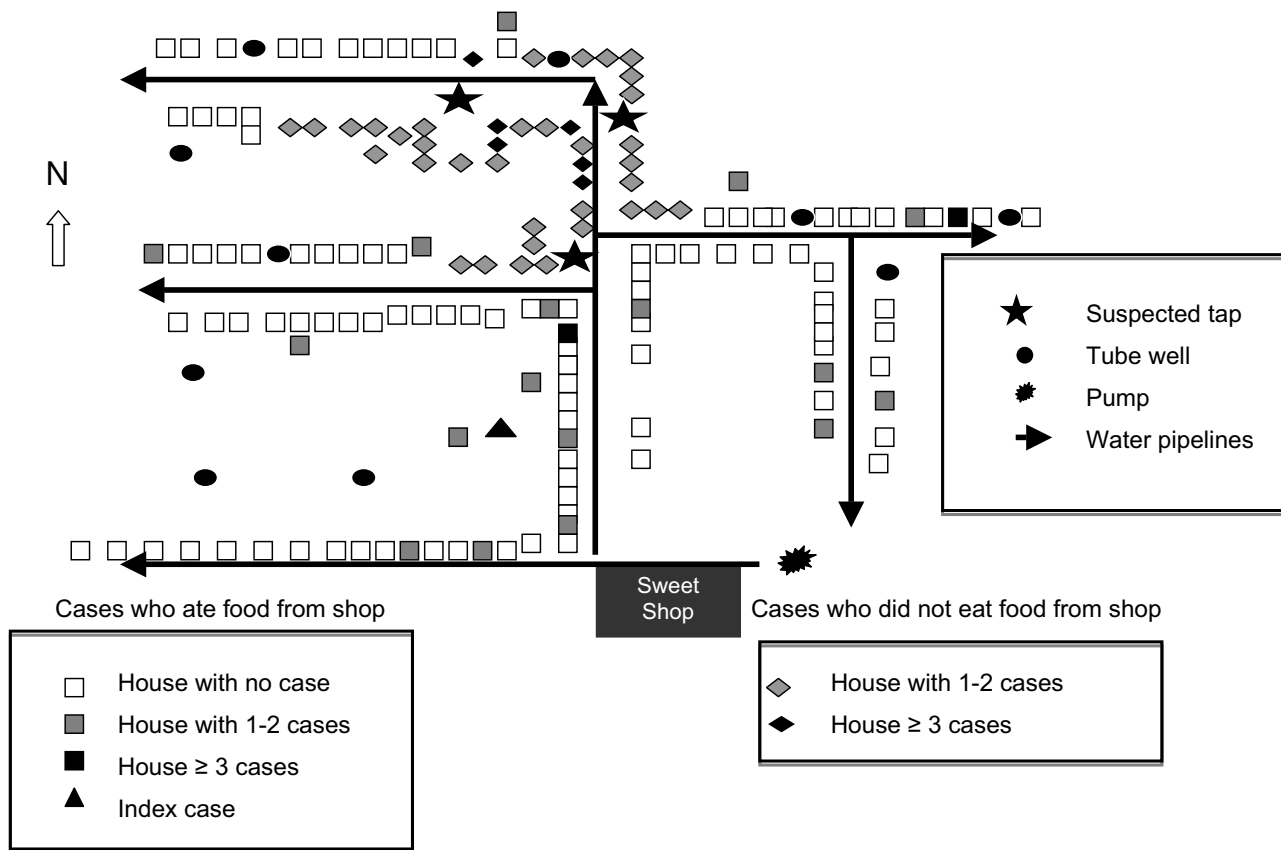 N
Suspected tap
Tube well
Pump
Water pipelines
Sweet
Shop
Cases who ate food from shop
House with no case
House with 1-2 cases
House ≥ 3 cases
Index case
Cases who did not eat food from shop
House with 1-2 cases
House ≥ 3 cases